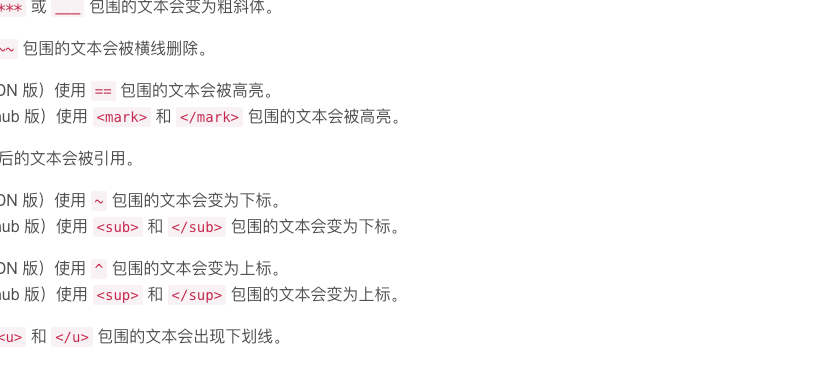 *** 或 ___ 包围的文本会变为粗斜体。
~~ 包围的文本会被横线删除。
ON 版）使用 == 包围的文本会被高亮。
ub 版）使用 <mark> 和 </mark> 包围的文本会被高亮。
后的文本会被引用。
ON 版）使用 ~ 包围的文本会变为下标。
ub 版）使用 <sub> 和 </sub> 包围的文本会变为下标。
ON 版）使用 ^ 包围的文本会变为上标。
ub 版）使用 <sup> 和 </sup> 包围的文本会变为上标。
<u> 和 </u> 包围的文本会出现下划线。